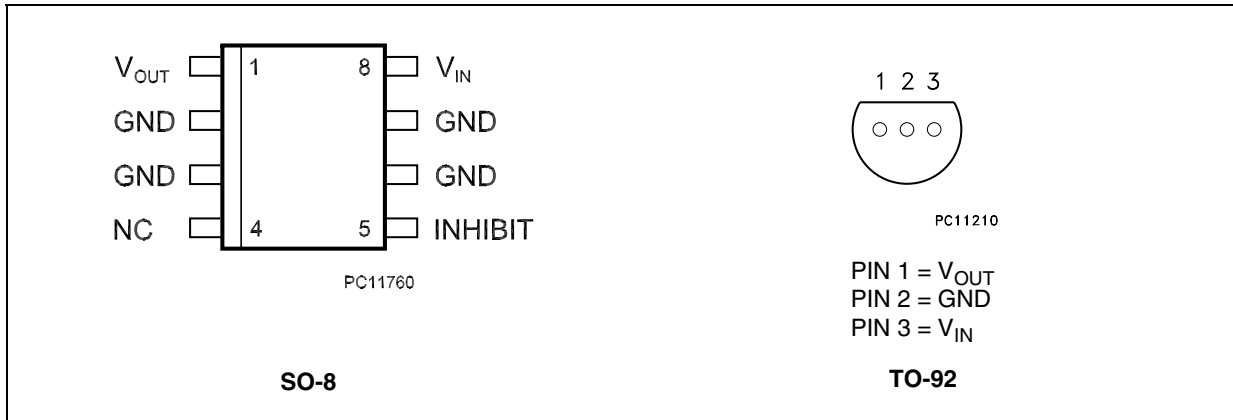 VOUT 1 8 VIN
GND GND
GND GND
NC 4 5 INHIBIT
PC11760
SO-8
1 2 3
PC11210
PIN 1 = VOUT
PIN 2 = GND
PIN 3 = VIN
TO-92